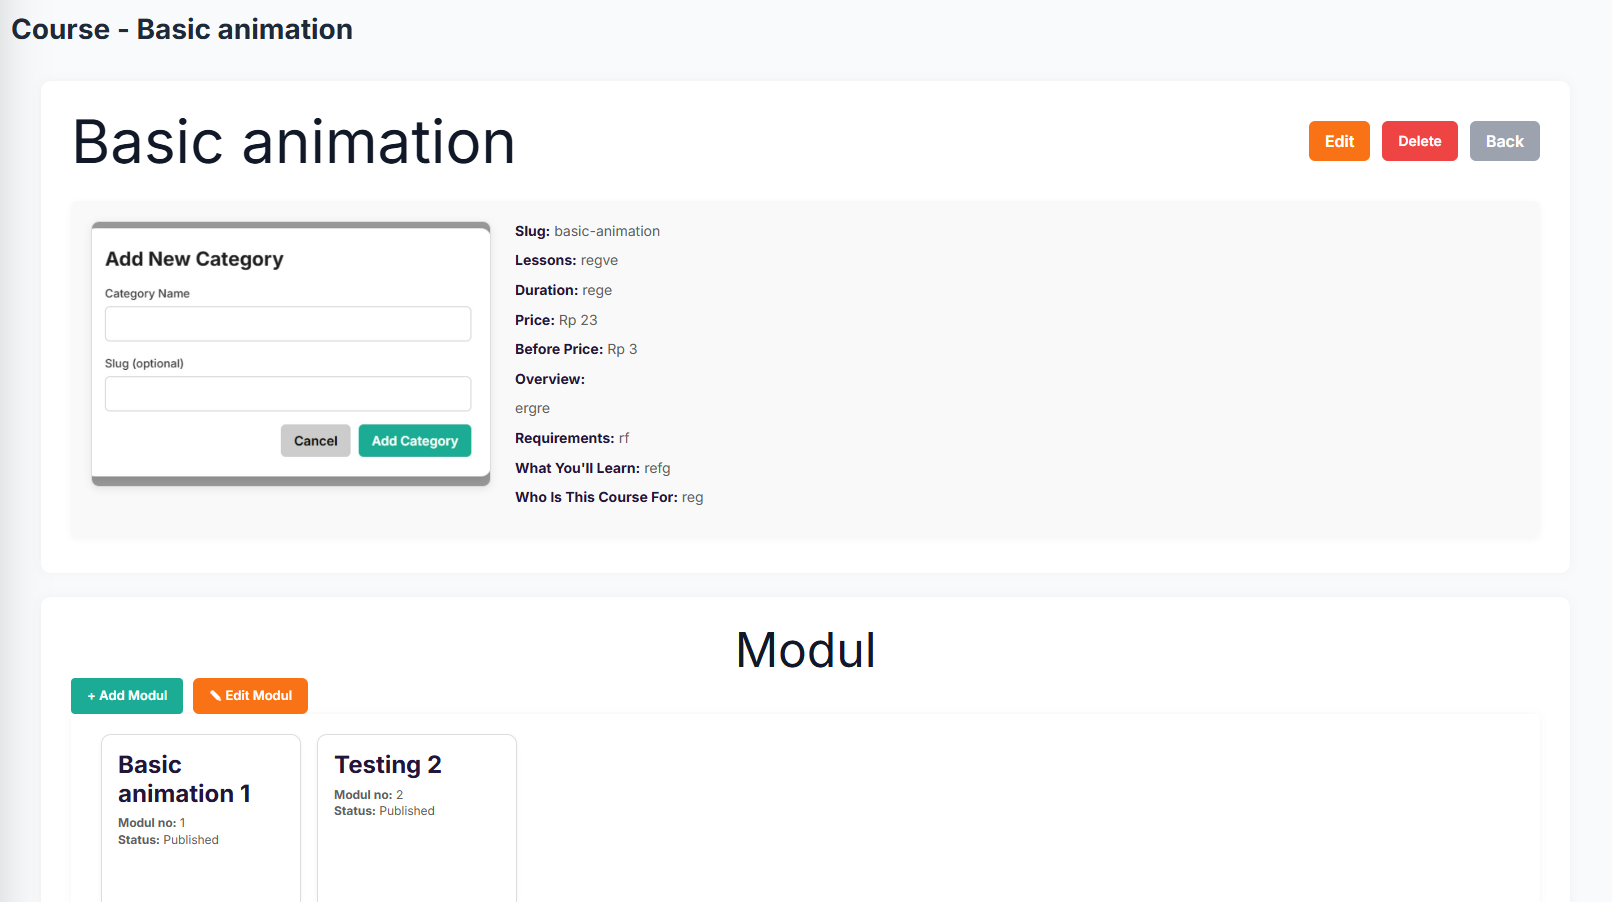 Course - Basic animation
Basic animation
Edit
Delete
Back
Add New Category
Category Name
Slug (optional)
Cancel
Add Category
Slug: basic-animation
Lessons: regve
Duration: rege
Price: Rp 23
Before Price: Rp 3
Overview:
ergre
Requirements: rf
What You'll Learn: refg
Who Is This Course For: reg
Modul
+ Add Modul
Edit Modul
Basic
animation 1
Modul no: 1
Status: Published
Testing 2
Modul no: 2
Status: Published